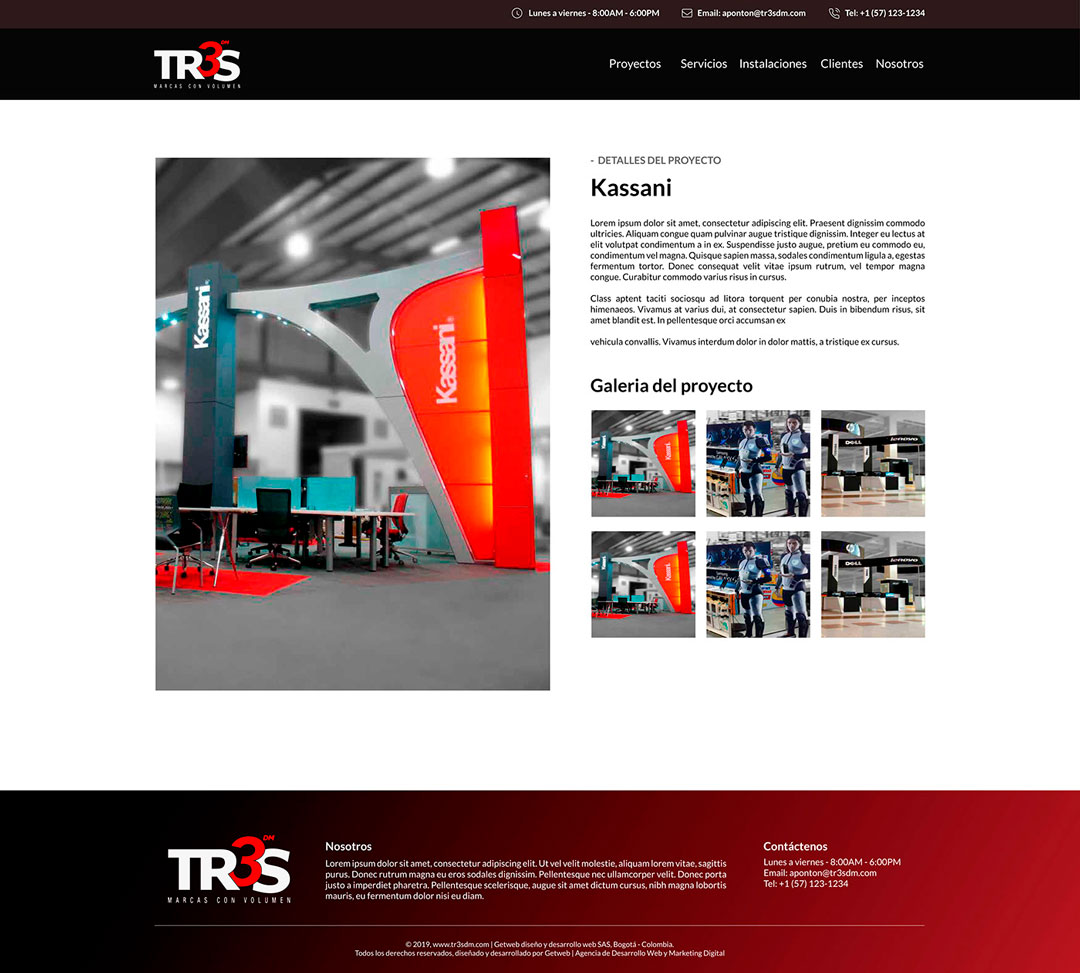 Lunes a viernes - 8:00AM - 6:00PM
Email: aponton@tr3sdm.com
Tel: +1 (57) 123-1234
TR3S DM
MARCAS CON VOLUMEN
Proyectos
Servicios
Instalaciones
Clientes
Nosotros
Kassani
Kassani
- DETALLES DEL PROYECTO
Kassani
Lorem ipsum dolor sit amet, consectetur adipiscing elit. Praesent dignissim commodo
ultricies. Aliquam congue quam pulvinar augue tristique dignissim. Integer eu lectus at
elit volutpat condimentum a in ex. Suspendisse justo augue, pretium eu commodo eu,
condimentum vel magna. Quisque sapien massa, sodales condimentum ligula a, egestas
fermentum tortor. Donec consequat velit vitae ipsum rutrum, vel tempor magna
congue. Curabitur commodo varius risus in cursus.
Class aptent taciti sociosqu ad litora torquent per conubia nostra, per inceptos
himenaeos. Vivamus at varius dui, at consectetur sapien. Duis in bibendum risus, sit
amet blandit est. In pellentesque orci accumsan ex
vehicula convallis. Vivamus interdum dolor in dolor mattis, a tristique ex cursus.
Galeria del proyecto
Kassani
DELL
lenovo
Kassani
DELL
lenovo
TR3S DM
MARCAS CON VOLUMEN
Nosotros
Lorem ipsum dolor sit amet, consectetur adipiscing elit. Ut vel velit molestie, aliquam lorem vitae, sagittis
purus. Donec rutrum magna eu eros sodales dignissim. Pellentesque nec ullamcorper velit. Donec porta
justo a imperdiet pharetra. Pellentesque scelerisque, augue sit amet dictum cursus, nibh magna lobortis
mauris, eu fermentum dolor nisi eu diam.
Contáctenos
Lunes a viernes - 8:00AM - 6:00PM
Email: aponton@tr3sdm.com
Tel: +1 (57) 123-1234
© 2019, www.tr3sdm.com | Getweb diseño y desarrollo web SAS, Bogotá - Colombia.
Todos los derechos reservados, diseñado y desarrollado por Getweb | Agencia de Desarrollo Web y Marketing Digital